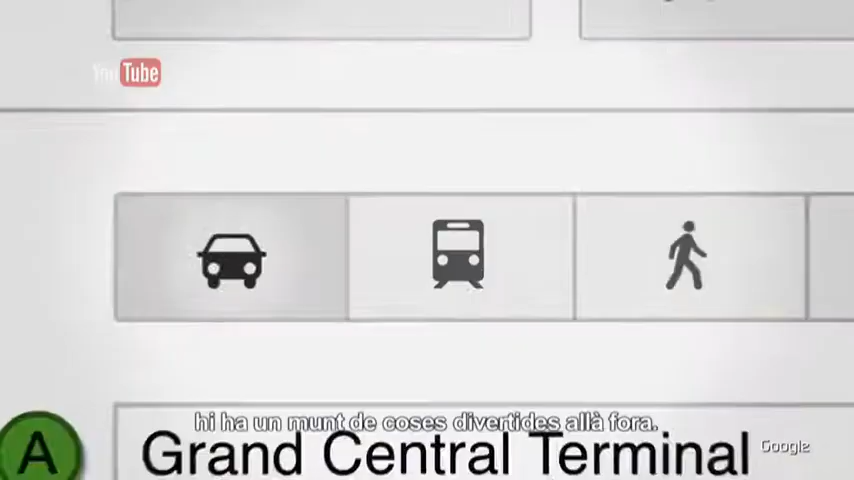 YouTube
hi ha un munt de coses divertides allà fora.
A Grand Central Terminal
Google